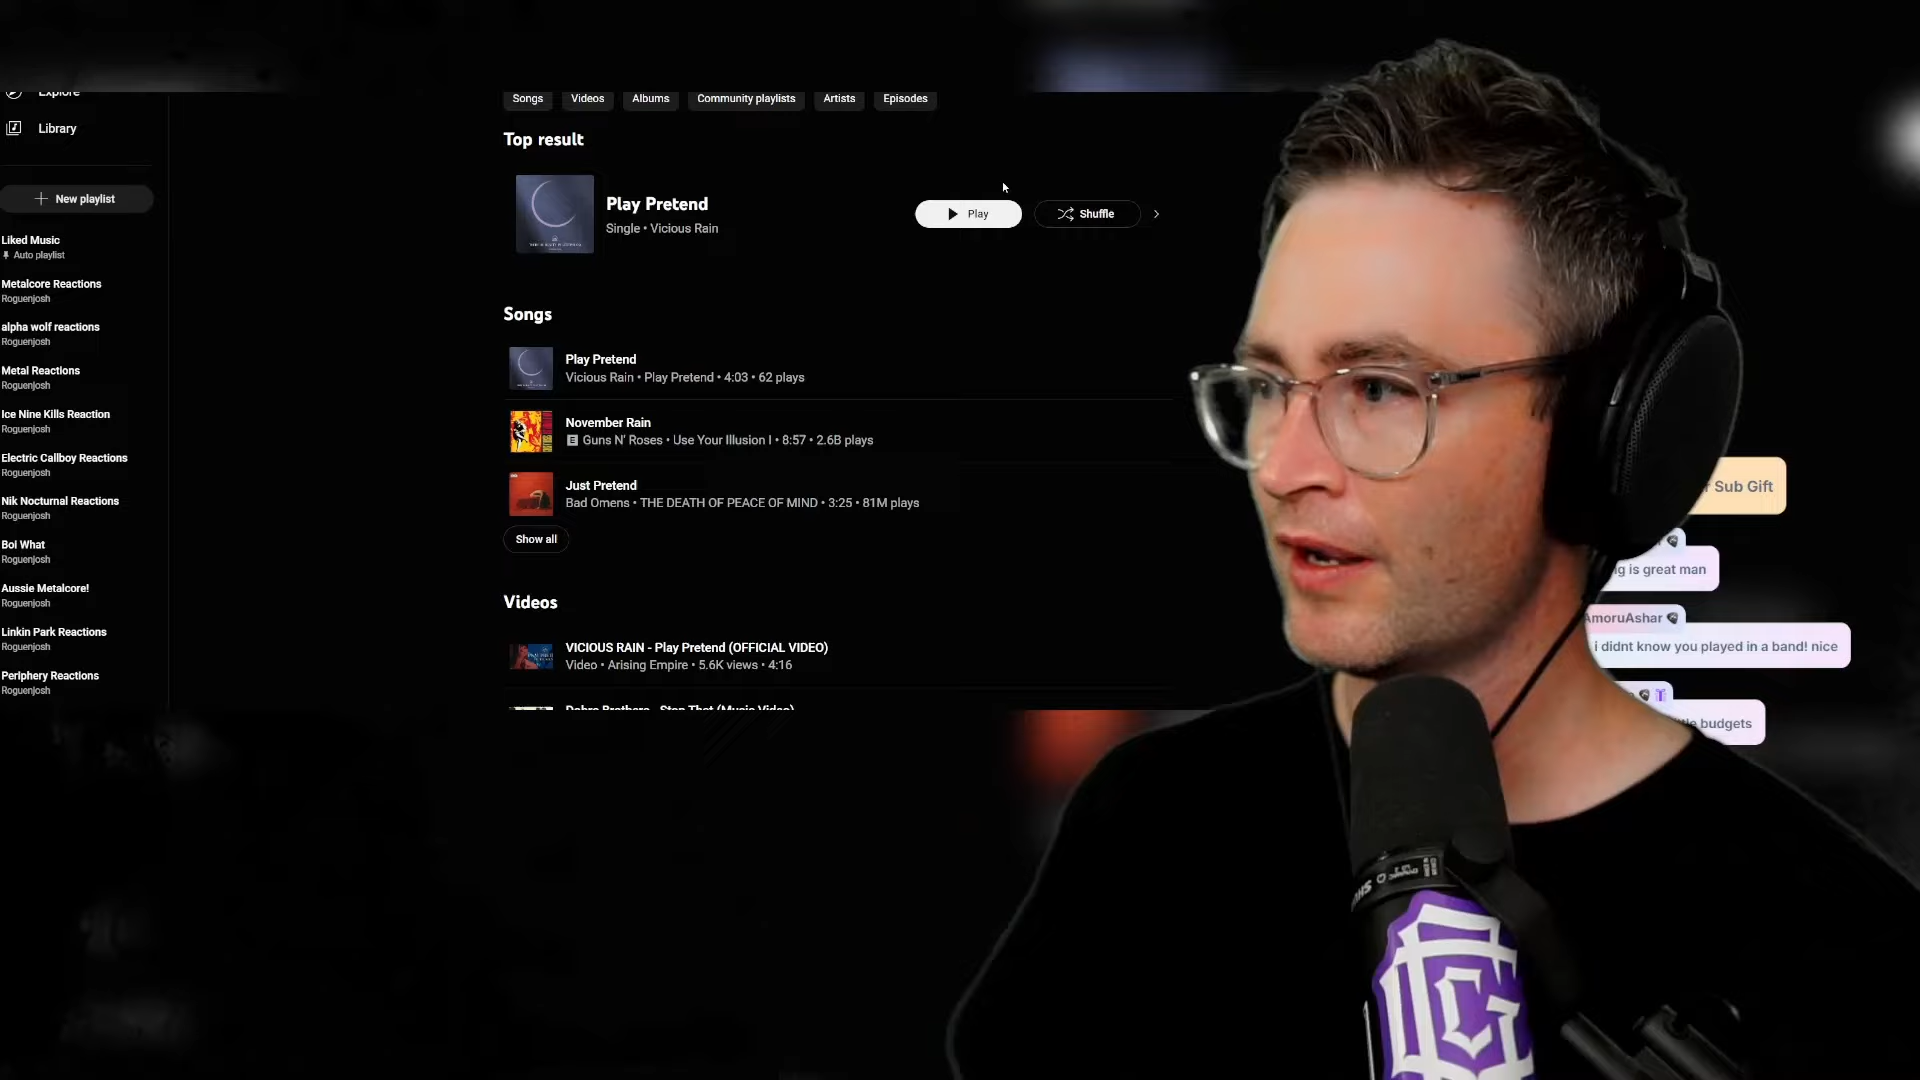 Explore
Library
New playlist
Liked Music
Auto playlist
Metalcore Reactions
Roguenjosh
alpha wolf reactions
Roguenjosh
Metal Reactions
Roguenjosh
Ice Nine Kills Reaction
Roguenjosh
Electric Callboy Reactions
Roguenjosh
Nik Nocturnal Reactions
Roguenjosh
Boi What
Roguenjosh
Aussie Metalcore!
Roguenjosh
Linkin Park Reactions
Roguenjosh
Periphery Reactions
Roguenjosh
Songs
Videos
Albums
Community playlists
Artists
Episodes
Top result
Play Pretend
Single • Vicious Rain
Play
Shuffle
Songs
Play Pretend
Vicious Rain • Play Pretend • 4:03 • 62 plays
November Rain
E Guns N' Roses • Use Your Illusion I • 8:57 • 2.6B plays
Just Pretend
Bad Omens • THE DEATH OF PEACE OF MIND • 3:25 • 81M plays
Show all
Videos
VICIOUS RAIN - Play Pretend (OFFICIAL VIDEO)
Video • Arising Empire • 5.6K views • 4:16
Dobre Brothers - Stop That (Music Video)
Sub Gift
is great man
AmoruAshar
i didnt know you played in a band! nice
budgets